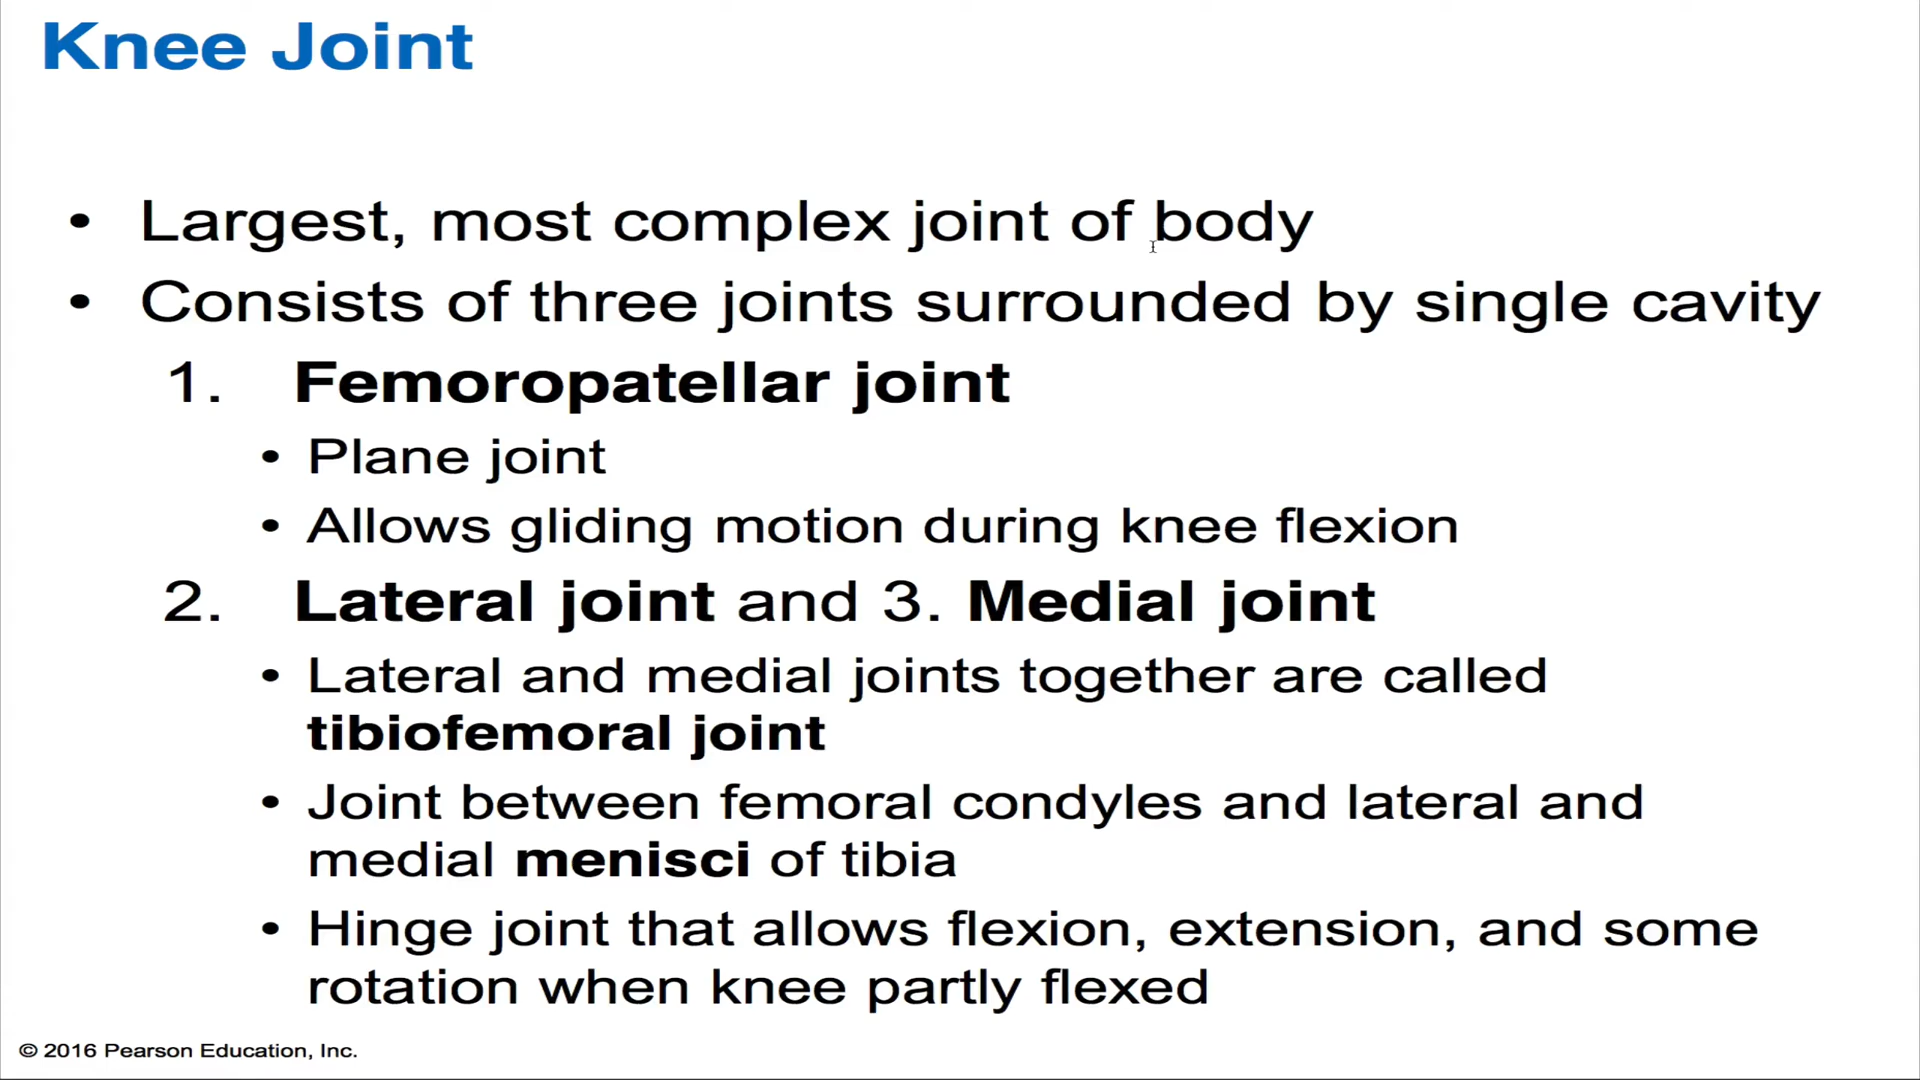 Knee Joint
• Largest, most complex joint of body
• Consists of three joints surrounded by single cavity
1. Femoropatellar joint
• Plane joint
• Allows gliding motion during knee flexion
2. Lateral joint and 3. Medial joint
• Lateral and medial joints together are called
tibiofemoral joint
• Joint between femoral condyles and lateral and
medial menisci of tibia
• Hinge joint that allows flexion, extension, and some
rotation when knee partly flexed
© 2016 Pearson Education, Inc.